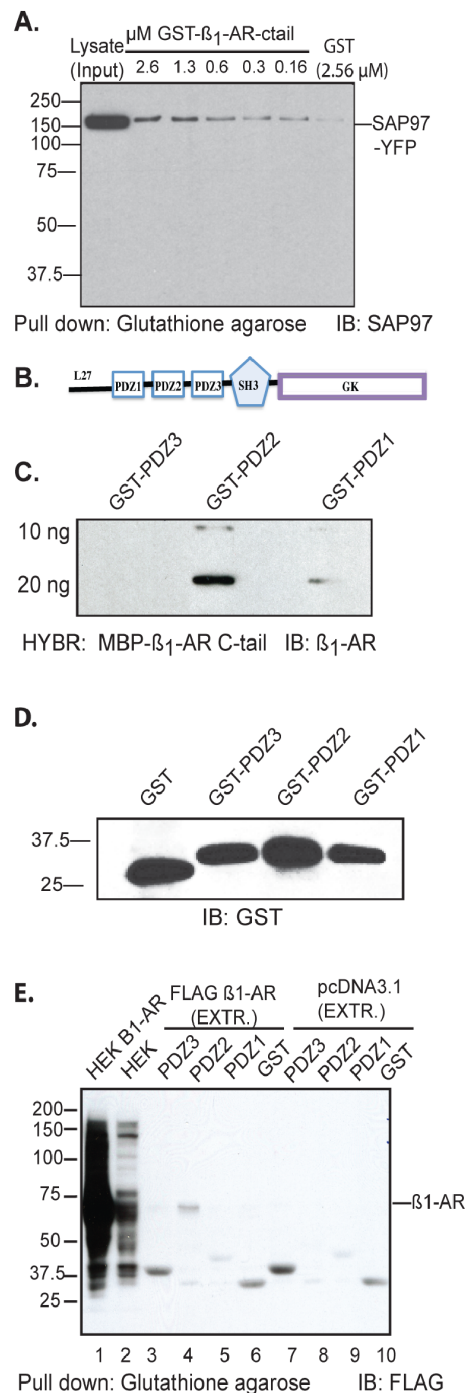 A.
µM GST-ß1-AR-ctail
Lysate (Input) 2.6 1.3 0.6 0.3 0.16 GST (2.56 µM)
250
150
100
75
50
37.5
SAP97
-YFP
Pull down: Glutathione agarose IB: SAP97
B.
L27 PDZ1 PDZ2 PDZ3 SH3 GK
C.
GST-PDZ3 GST-PDZ2 GST-PDZ1
10 ng
20 ng
HYBR: MBP-ß1-AR C-tail IB: ß1-AR
D.
GST GST-PDZ3 GST-PDZ2 GST-PDZ1
37.5
25
IB: GST
E.
FLAG ß1-AR (EXTR.)
pcDNA3.1 (EXTR.)
HEK B1-AR HEK PDZ3 PDZ2 PDZ1 GST PDZ3 PDZ2 PDZ1 GST
200
150
100
75
50
37.5
25
ß1-AR
1 2 3 4 5 6 7 8 9 10
Pull down: Glutathione agarose IB: FLAG